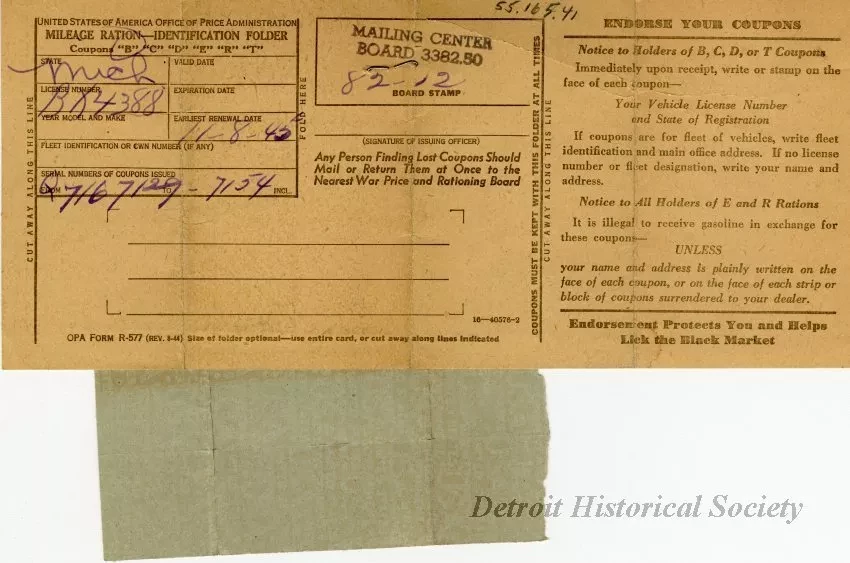 55.165.41
UNITED STATES OF AMERICA OFFICE OF PRICE ADMINISTRATION
MILEAGE RATION—IDENTIFICATION FOLDER
Coupons "B" "C" "D" "E" "R" "T"
STATE
Mich
VALID DATE
LICENSE NUMBER
4388
EXPIRATION DATE
YEAR MODEL AND MAKE
EARLIEST RENEWAL DATE
11-8-45
FLEET IDENTIFICATION OR OWN NUMBER (IF ANY)
SERIAL NUMBERS OF COUPONS ISSUED
FROM 716 7129 - 7154 INCL.
CUT AWAY ALONG THIS LINE
FOLD HERE
MAILING CENTER
BOARD 3382.50
82-12
BOARD STAMP
(SIGNATURE OF ISSUING OFFICER)
Any Person Finding Lost Coupons Should
Mail or Return Them at Once to the
Nearest War Price and Rationing Board
16—40578-2
OPA FORM R-577 (REV. 8-44) Size of folder optional—use entire card, or cut away along lines indicated
COUPONS MUST BE KEPT WITH THIS FOLDER AT ALL TIMES
CUT AWAY ALONG THIS LINE
ENDORSE YOUR COUPONS
Notice to Holders of B, C, D, or T Coupons
Immediately upon receipt, write or stamp on the
face of each coupon—
Your Vehicle License Number
and State of Registration
If coupons are for fleet of vehicles, write fleet
identification and main office address. If no license
number or fleet designation, write your name and
address.
Notice to All Holders of E and R Rations
It is illegal to receive gasoline in exchange for
these coupons—
UNLESS
your name and address is plainly written on the
face of each coupon, or on the face of each strip or
block of coupons surrendered to your dealer.
Endorsement Protects You and Helps
Lick the Black Market
Detroit Historical Society